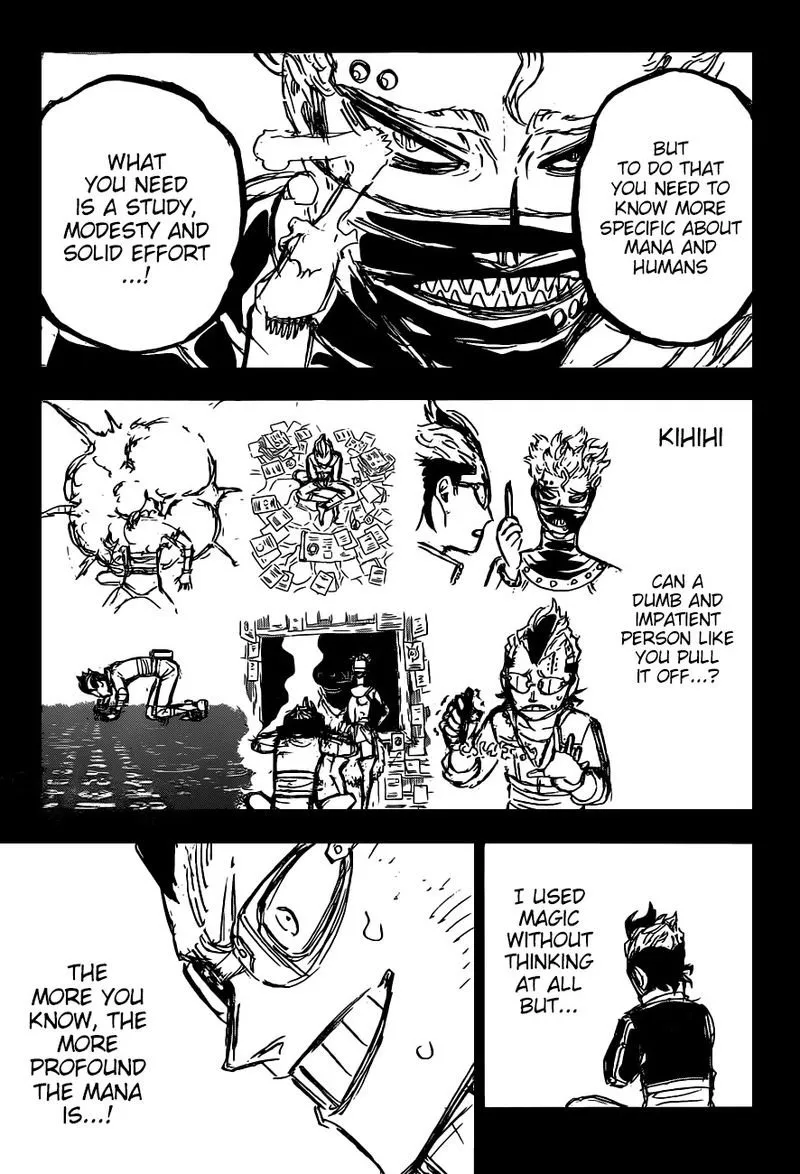 BUT
TO DO THAT
YOU NEED TO
KNOW MORE
SPECIFIC ABOUT
MANA AND
HUMANS
WHAT
YOU NEED
IS A STUDY,
MODESTY AND
SOLID EFFORT
...!
KIHIHI
CAN A
DUMB AND
IMPATIENT
PERSON LIKE
YOU PULL
IT OFF...?
I USED
MAGIC
WITHOUT
THINKING
AT ALL
BUT...
THE
MORE YOU
KNOW, THE
MORE
PROFOUND
THE MANA
IS...!